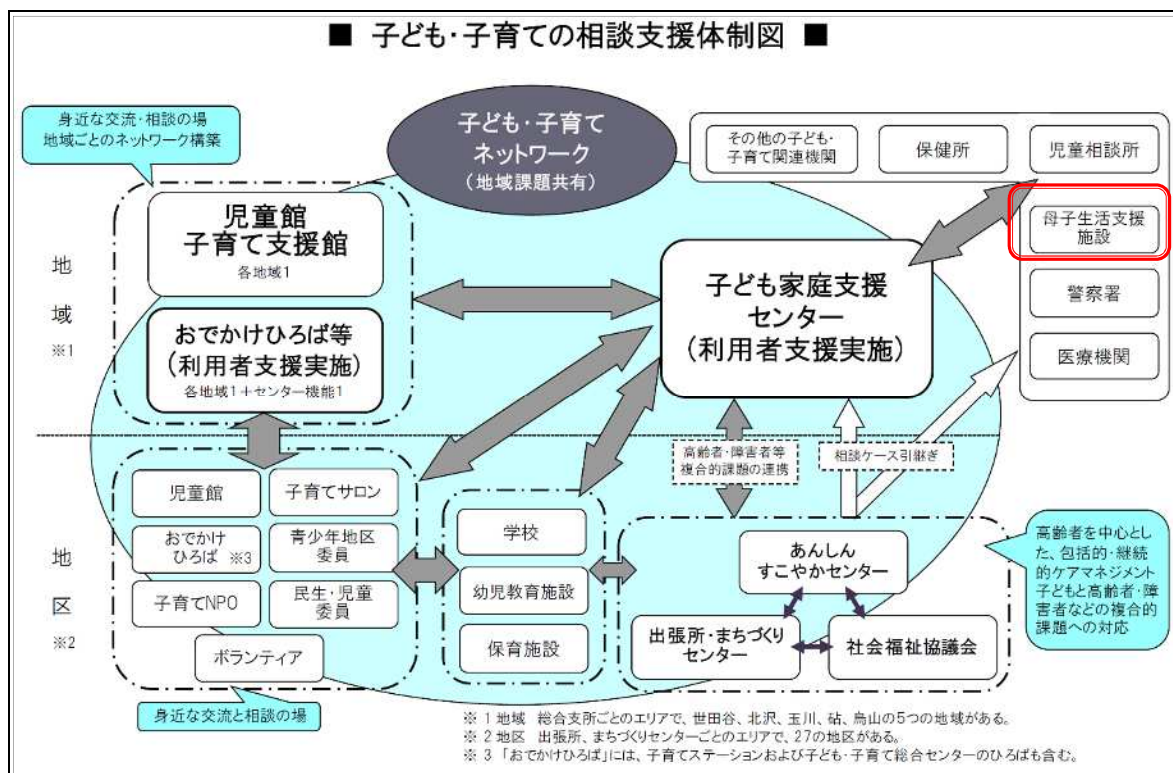 ■ 子ども・子育ての相談支援体制図 ■
身近な交流・相談の場
地域ごとのネットワーク構築
子ども・子育て
ネットワーク
(地域課題共有)
その他の子ども・
子育て関連機関
保健所
児童相談所
母子生活支援
施設
警察署
医療機関
地
域
※1
児童館
子育て支援館
各地域1
おでかけひろば等
(利用者支援実施)
各地域1+センター機能1
子ども家庭支援
センター
(利用者支援実施)
高齢者・障害者等
複合的課題の連携
相談ケース引継ぎ
地
区
※2
児童館
子育てサロン
おでかけ
ひろば ※3
青少年地区
委員
子育てNPO
民生・児童
委員
ボランティア
学校
幼児教育施設
保育施設
あんしん
すこやかセンター
出張所・まちづくり
センター
社会福祉協議会
高齢者を中心とし
た、包括的・継続
的ケアマネジメント
子どもと高齢者・障
害者などの複合的
課題への対応
身近な交流と相談の場
※ 1 地域 総合支所ごとのエリアで、世田谷、北沢、玉川、砧、烏山の5つの地域がある。
※ 2 地区 出張所、まちづくりセンターごとのエリアで、27の地区がある。
※ 3 「おでかけひろば」には、子育てステーションおよび子ども・子育て総合センターのひろばも含む。